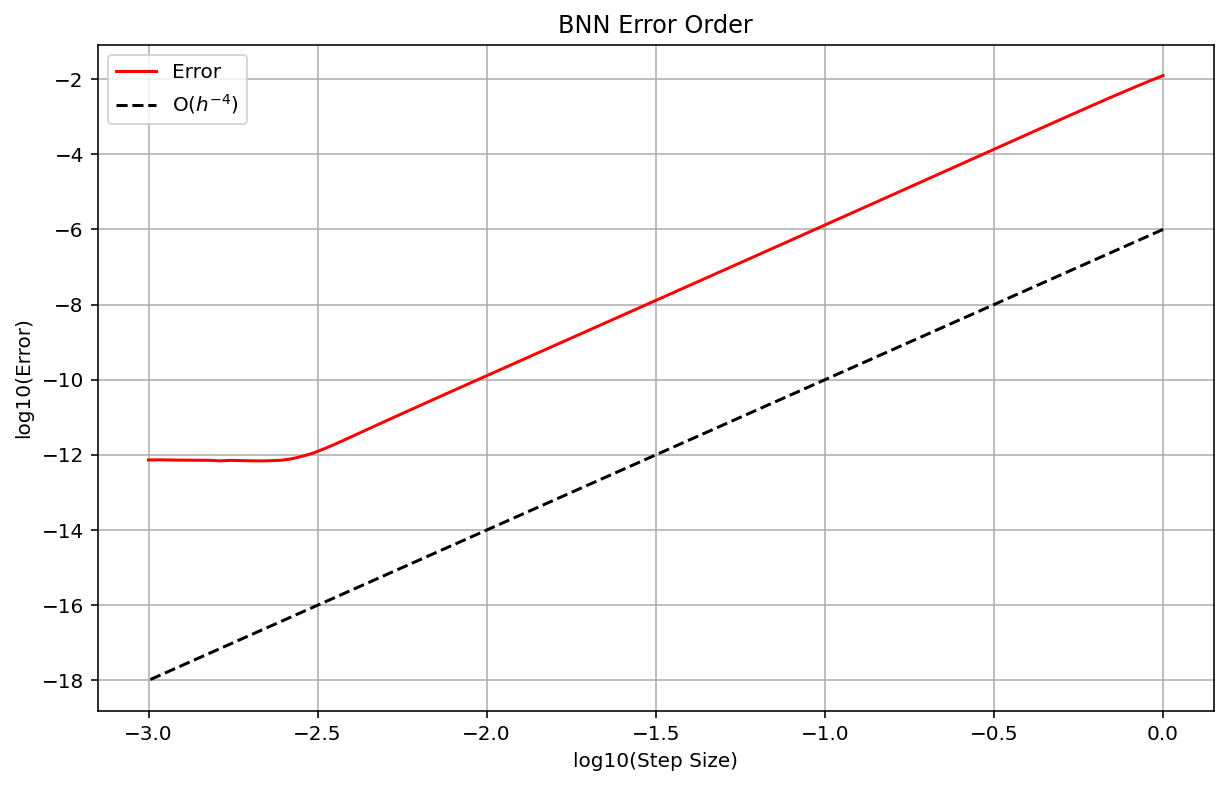 BNN Error Order
Error
O(h⁻⁴)
log10(Error)
−2
−4
−6
−8
−10
−12
−14
−16
−18
−3.0 −2.5 −2.0 −1.5 −1.0 −0.5 0.0
log10(Step Size)